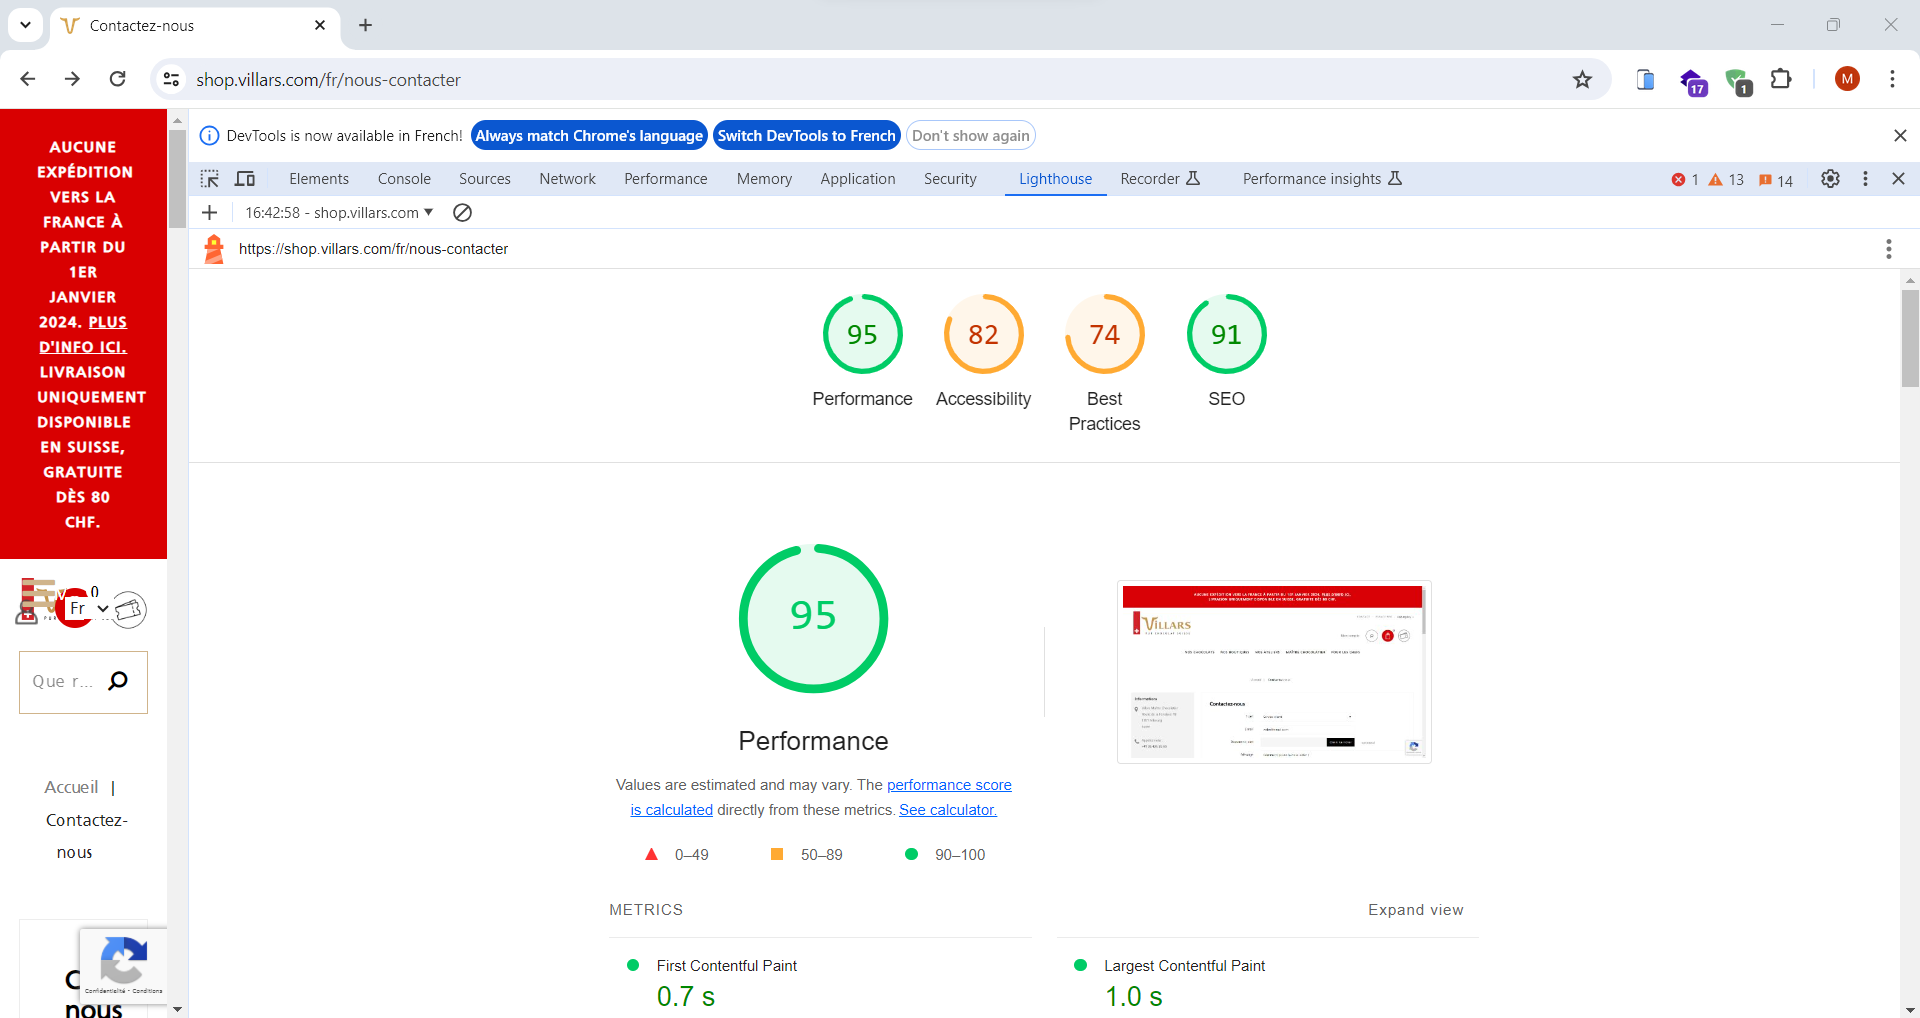 Contactez-nous
shop.villars.com/fr/nous-contacter
17
1
M
AUCUNE
EXPÉDITION
VERS LA
FRANCE À
PARTIR DU
1ER
JANVIER
2024. PLUS
D'INFO ICI.
LIVRAISON
UNIQUEMENT
DISPONIBLE
EN SUISSE,
GRATUITE
DÈS 80
CHF.
0
Fr
Que r...
Accueil |
Contactez-
nous
C
nous
Confidentialité - Conditions
DevTools is now available in French! Always match Chrome's language Switch DevTools to French Don't show again
Elements Console Sources Network Performance Memory Application Security Lighthouse Recorder Performance insights 1 13 14
16:42:58 - shop.villars.com
https://shop.villars.com/fr/nous-contacter
95 82 74 91
Performance Accessibility Best Practices SEO
95
Performance
Values are estimated and may vary. The performance score
is calculated directly from these metrics. See calculator.
0–49 50–89 90–100
VILLARS
Contactez-nous
METRICS Expand view
First Contentful Paint Largest Contentful Paint
0.7 s 1.0 s